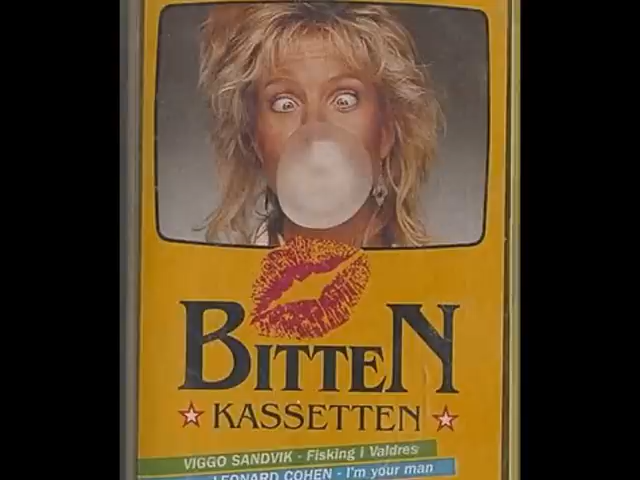 BITTEN
KASSETTEN
VIGGO SANDVIK - Fisking i Valdres
LEONARD COHEN - I'm your man